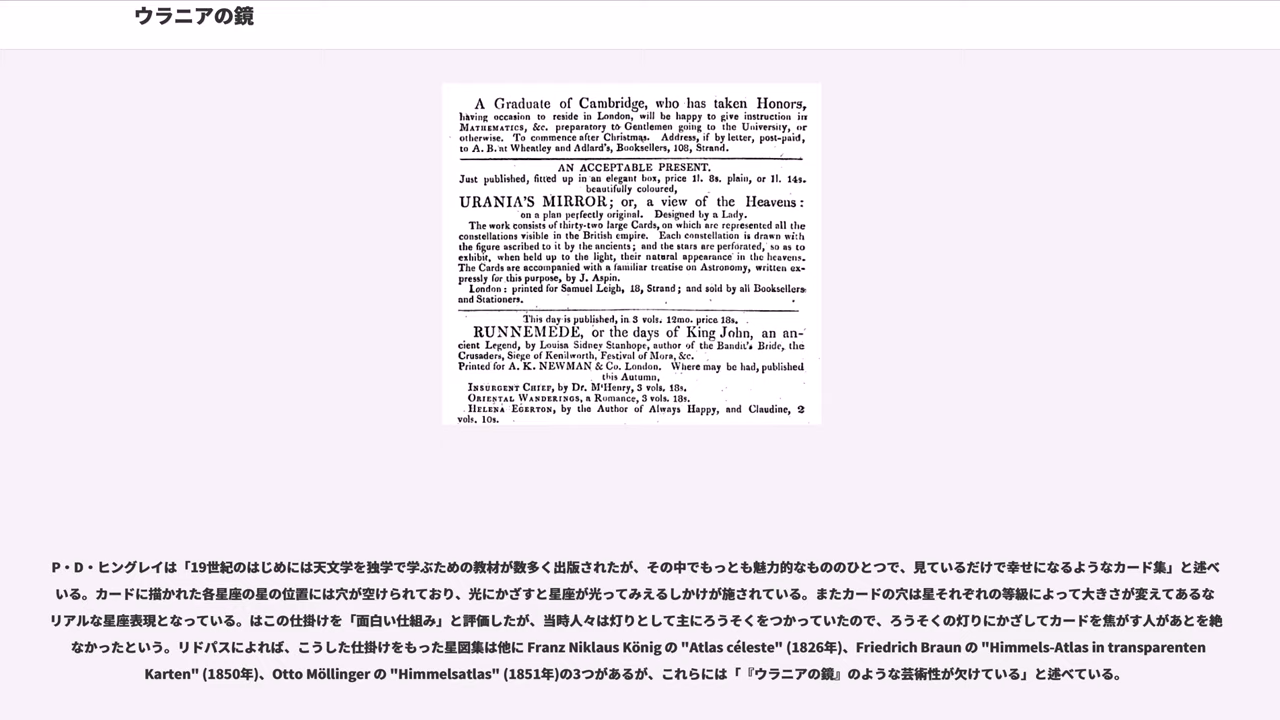 ウラニアの鏡
A Graduate of Cambridge, who has taken Honors,
having occasion to reside in London, will be happy to give instruction in
MATHEMATICS, &c. preparatory to Gentlemen going to the University, or
otherwise. To commence after Christmas. Address, if by letter, post-paid,
to A. B. at Wheatley and Adlard's, Booksellers, 108, Strand.
AN ACCEPTABLE PRESENT.
Just published, fitted up in an elegant box, price 1l. 8s. plain, or 1l. 14s.
beautifully coloured,
URANIA'S MIRROR; or, a view of the Heavens:
on a plan perfectly original. Designed by a Lady.
The work consists of thirty-two large Cards, on which are represented all the
constellations visible in the British empire. Each constellation is drawn with
the figure ascribed to it by the ancients; and the stars are perforated, so as to
exhibit, when held up to the light, their natural appearance in the heavens.
The Cards are accompanied with a familiar treatise on Astronomy, written ex-
pressly for this purpose, by J. Aspin.
London: printed for Samuel Leigh, 18, Strand; and sold by all Booksellers
and Stationers.
This day is published, in 3 vols. 12mo. price 18s.
RUNNEMEDE, or the days of King John, an an-
cient Legend, by Louisa Sidney Stanhope, author of the Bandit's Bride, the
Crusaders, Siege of Kenilworth, Festival of Mora, &c.
Printed for A. K. NEWMAN & Co. London. Where may be had, published
this Autumn,
INSURGENT CHIEF, by Dr. M'Henry, 3 vols. 18s.
ORIENTAL WANDERINGS, a Romance, 3 vols. 18s.
HELENA EGERTON, by the Author of Always Happy, and Claudine, 2
vols. 10s.
P・D・ヒングレイは「19世紀のはじめには天文学を独学で学ぶための教材が数多く出版されたが、その中でもっとも魅力的なもののひとつで、見ているだけで幸せになるようなカード集」と述べ
いる。カードに描かれた各星座の星の位置には穴が空けられており、光にかざすと星座が光ってみえるしかけが施されている。またカードの穴は星それぞれの等級によって大きさが変えてあるな
リアルな星座表現となっている。はこの仕掛けを「面白い仕組み」と評価したが、当時人々は灯りとして主にろうそくをつかっていたので、ろうそくの灯りにかざしてカードを焦がす人があとを絶
なかったという。リドパスによれば、こうした仕掛けをもった星図集は他に Franz Niklaus König の "Atlas céleste" (1826年)、Friedrich Braun の "Himmels-Atlas in transparenten
Karten" (1850年)、Otto Möllinger の "Himmelsatlas" (1851年)の3つがあるが、これらには「『ウラニアの鏡』のような芸術性が欠けている」と述べている。